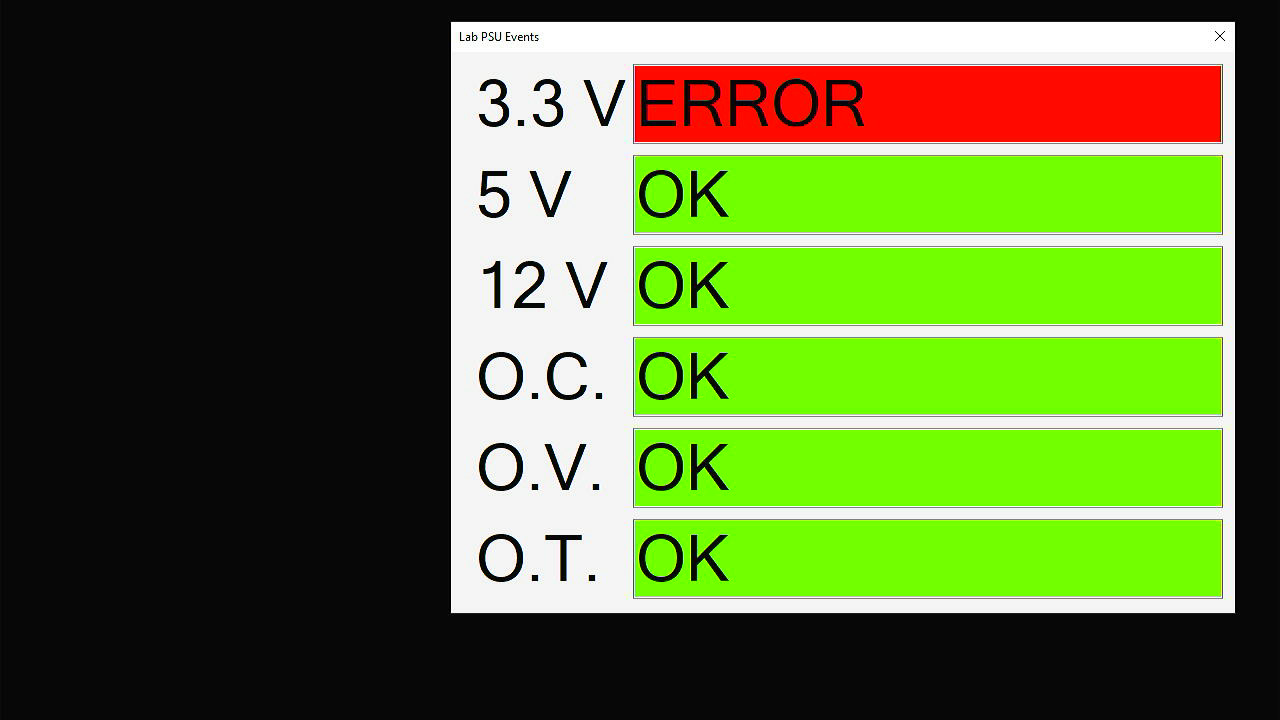 Lab PSU Events
3.3 V ERROR
5 V OK
12 V OK
O.C. OK
O.V. OK
O.T. OK